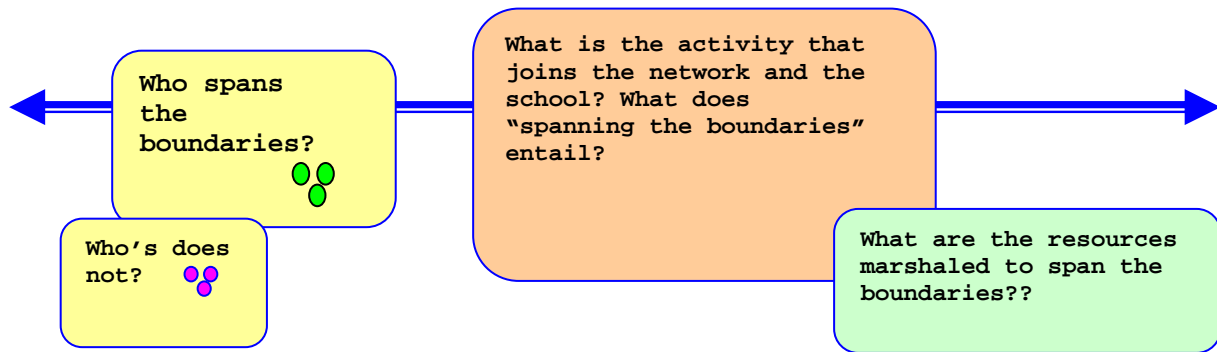 Who spans
the
boundaries?
Who's does
not?
What is the activity that
joins the network and the
school? What does
“spanning the boundaries”
entail?
What are the resources
marshaled to span the
boundaries??